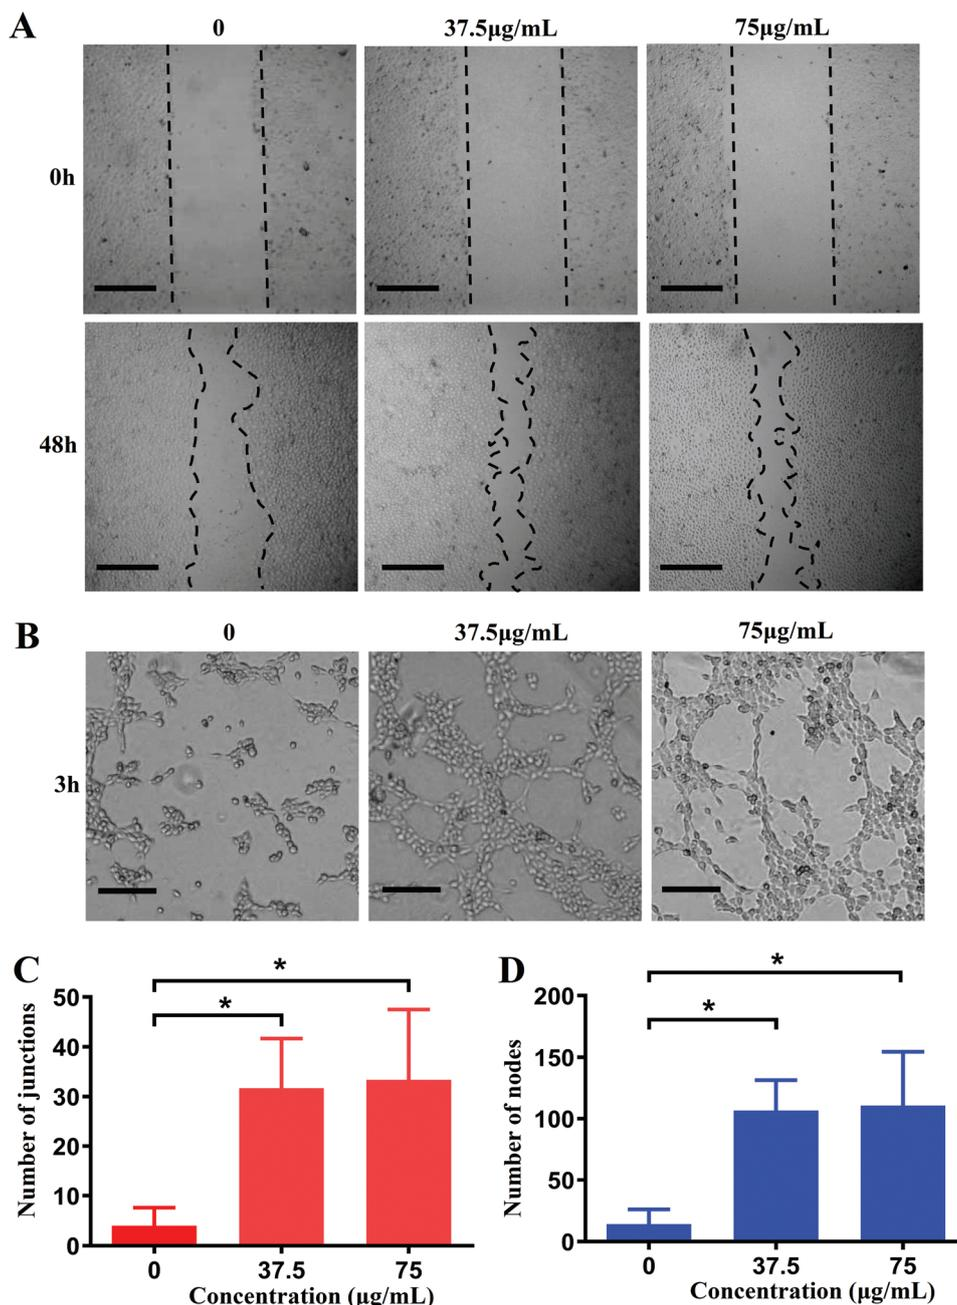 A
0 37.5μg/mL 75μg/mL
0h
48h
B
0 37.5μg/mL 75μg/mL
3h
C
*
*
50
40
30
20
10
0
Number of junctions
0 37.5 75
Concentration (μg/mL)
D
*
*
200
150
100
50
0
Number of nodes
0 37.5 75
Concentration (μg/mL)